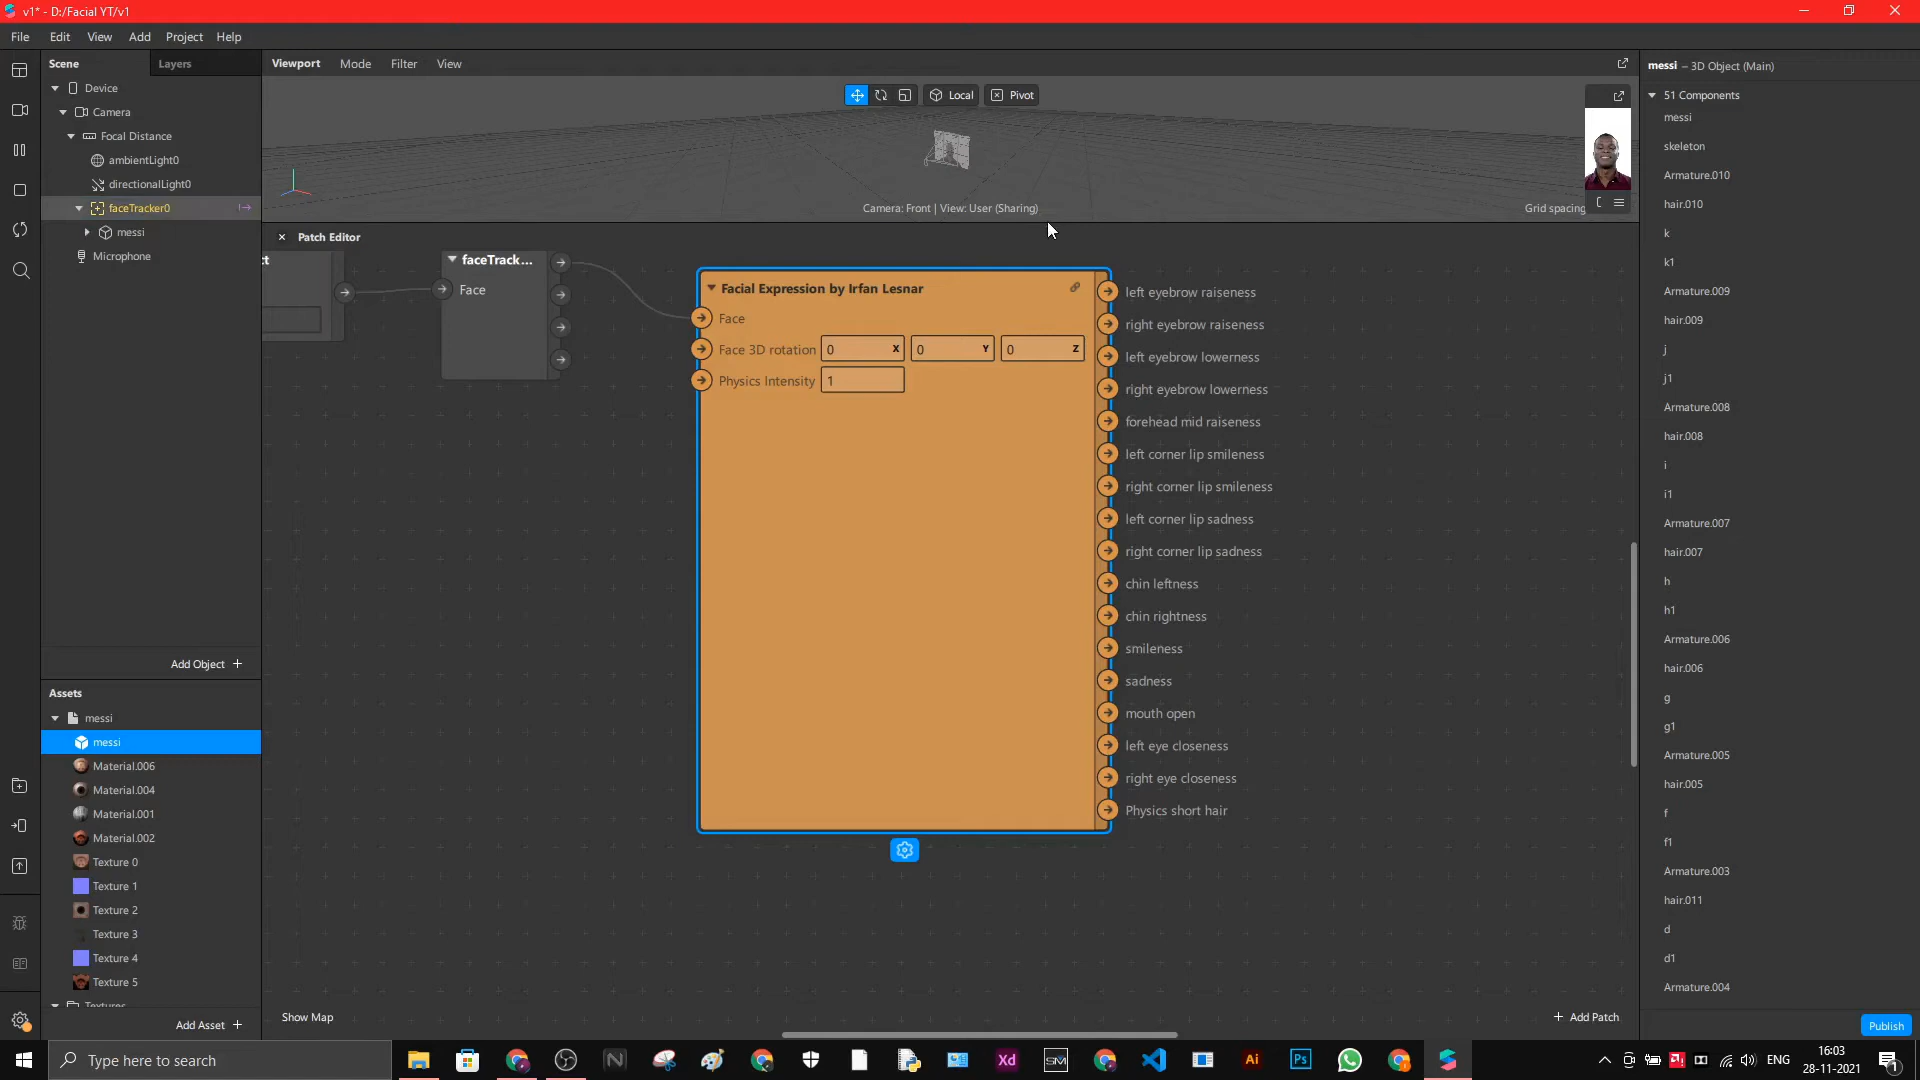 v1* - D:/Facial YT/v1
File Edit View Add Project Help
Scene Layers
Device
Camera
Focal Distance
ambientLight0
directionalLight0
faceTracker0
messi
Microphone
Add Object +
Assets
messi
messi
Material.006
Material.004
Material.001
Material.002
Texture 0
Texture 1
Texture 2
Texture 3
Texture 4
Texture 5
Textures
Add Asset +
Viewport Mode Filter View
Local Pivot
Camera: Front | View: User (Sharing)
Grid spacing
Patch Editor
ct
faceTrack...
Face
Facial Expression by Irfan Lesnar
Face
Face 3D rotation 0 X 0 Y 0 Z
Physics Intensity 1
left eyebrow raiseness
right eyebrow raiseness
left eyebrow lowerness
right eyebrow lowerness
forehead mid raiseness
left corner lip smileness
right corner lip smileness
left corner lip sadness
right corner lip sadness
chin leftness
chin rightness
smileness
sadness
mouth open
left eye closeness
right eye closeness
Physics short hair
Show Map
+ Add Patch
messi – 3D Object (Main)
51 Components
messi
skeleton
Armature.010
hair.010
k
k1
Armature.009
hair.009
j
j1
Armature.008
hair.008
i
i1
Armature.007
hair.007
h
h1
Armature.006
hair.006
g
g1
Armature.005
hair.005
f
f1
Armature.003
hair.011
d
d1
Armature.004
Publish
Type here to search
Xd
SM
Ai
Ps
ENG
16:03
28-11-2021
1